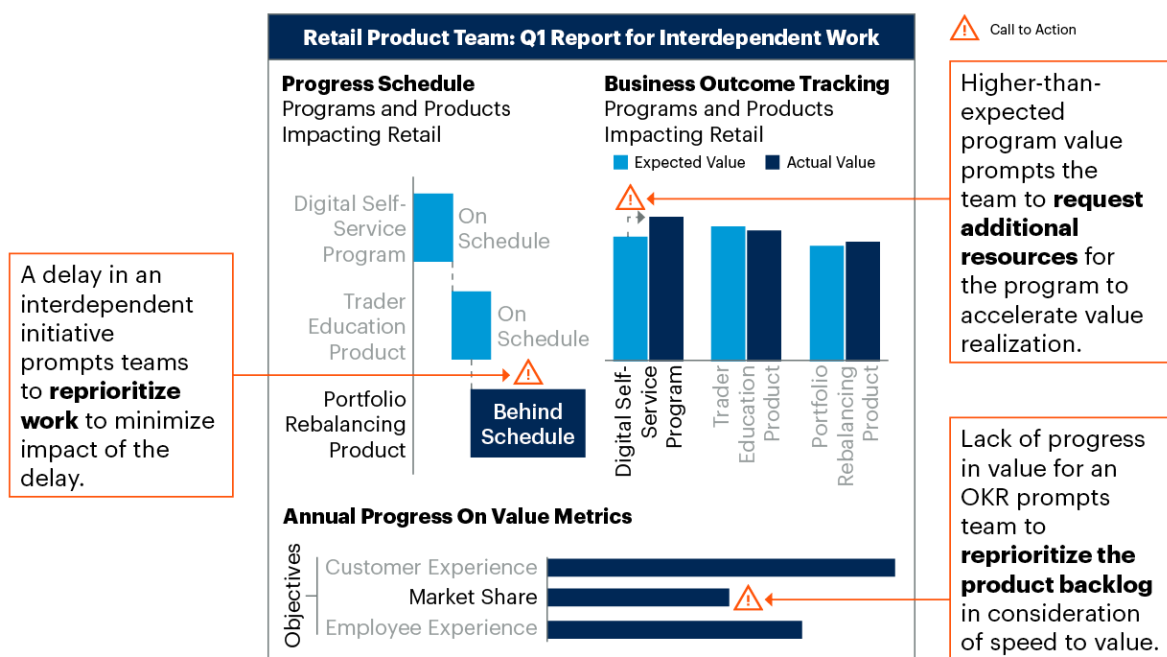 Retail Product Team: Q1 Report for Interdependent Work
Call to Action
Progress Schedule
Programs and Products
Impacting Retail
Digital Self-
Service
Program
On
Schedule
Trader
Education
Product
On
Schedule
Portfolio
Rebalancing
Product
Behind
Schedule
A delay in an
interdependent
initiative
prompts teams
to reprioritize
work to minimize
impact of the
delay.
Business Outcome Tracking
Programs and Products
Impacting Retail
Expected Value
Actual Value
Digital Self-
Service
Program
Trader
Education
Product
Portfolio
Rebalancing
Product
Higher-than-
expected
program value
prompts the
team to request
additional
resources for
the program to
accelerate value
realization.
Annual Progress On Value Metrics
Objectives
Customer Experience
Market Share
Employee Experience
Lack of progress
in value for an
OKR prompts
team to
reprioritize the
product backlog
in consideration
of speed to value.